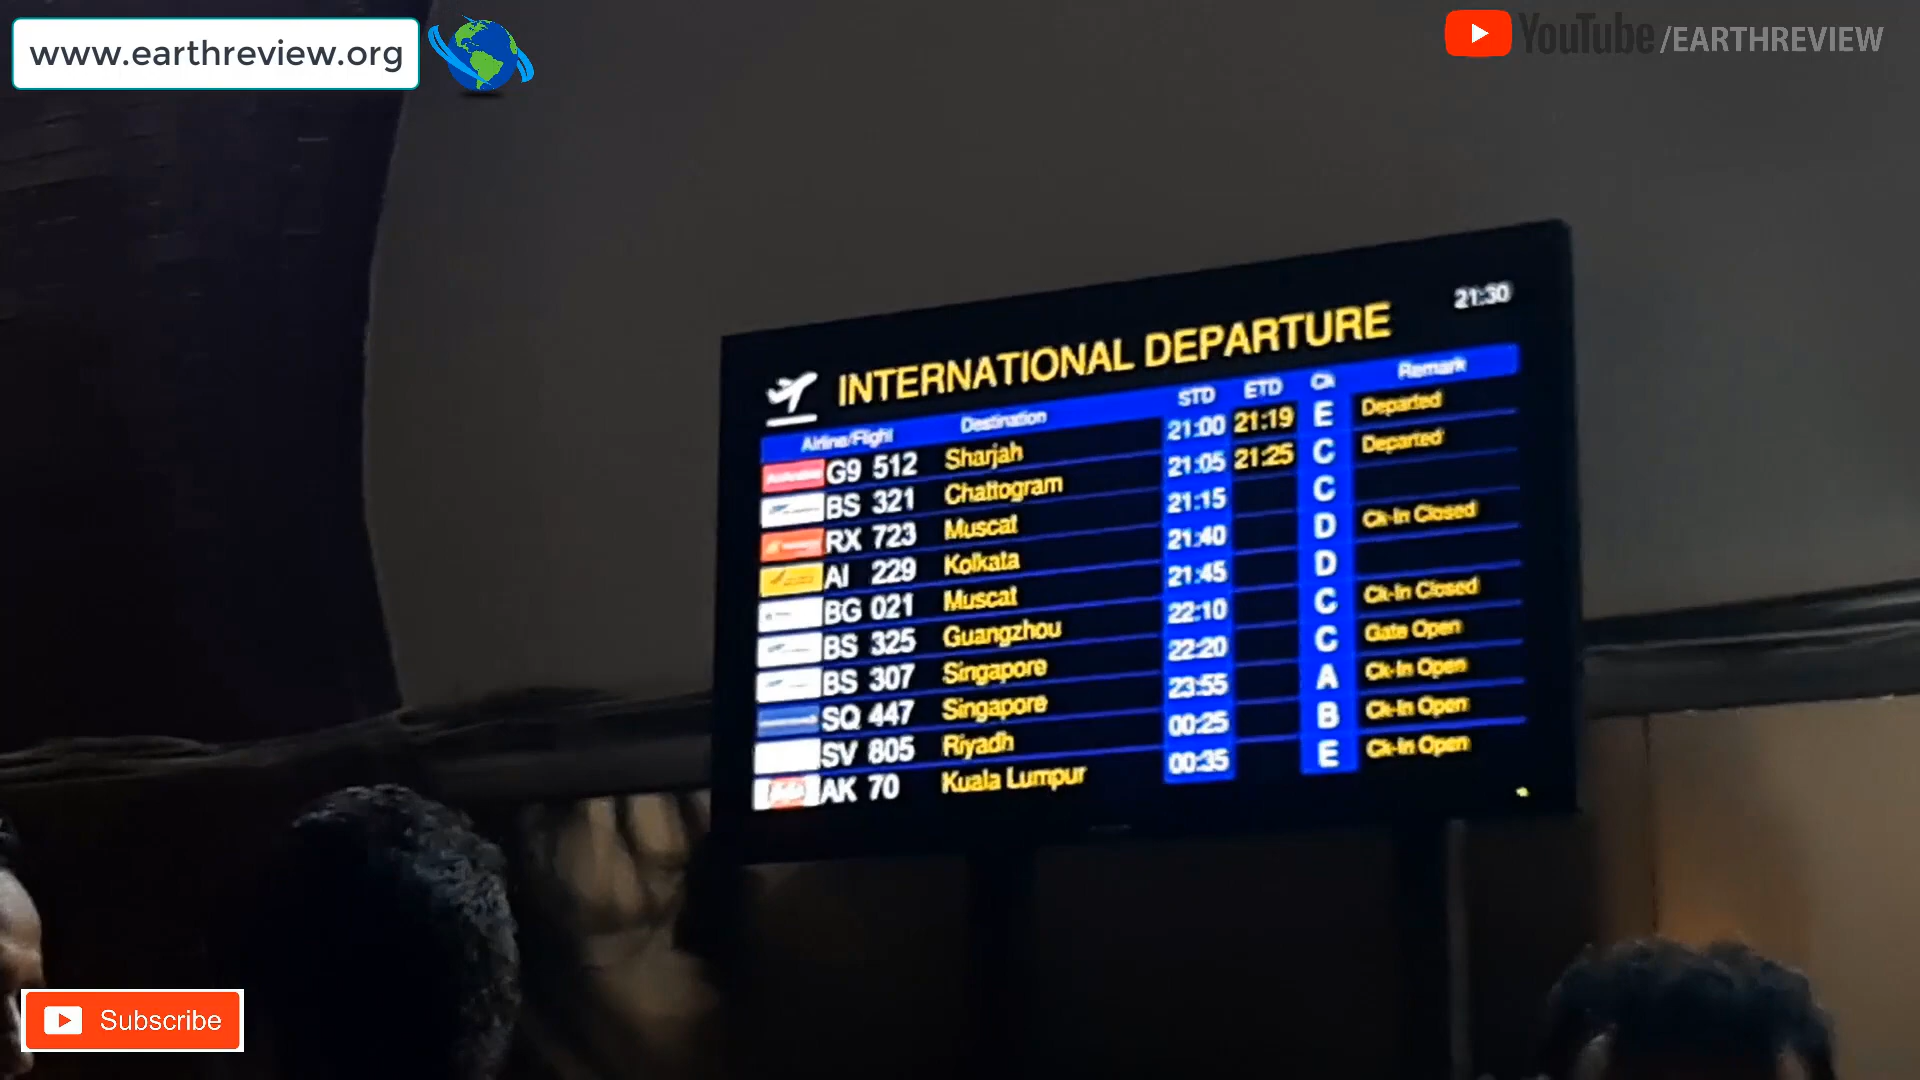 www.earthreview.org
YouTube /EARTHREVIEW
21:30
INTERNATIONAL DEPARTURE
Airline/Flight Destination STD ETD Ck Remark
G9 512 Sharjah 21:00 21:19 E Departed
BS 321 Chattogram 21:05 21:25 C Departed
RX 723 Muscat 21:15 C
AI 229 Kolkata 21:40 D Ck-In Closed
BG 021 Muscat 21:45 D
BS 325 Guangzhou 22:10 C Ck-In Closed
BS 307 Singapore 22:20 C Gate Open
SQ 447 Singapore 23:55 A Ck-In Open
SV 805 Riyadh 00:25 B Ck-In Open
AK 70 Kuala Lumpur 00:35 E Ck-In Open
Subscribe